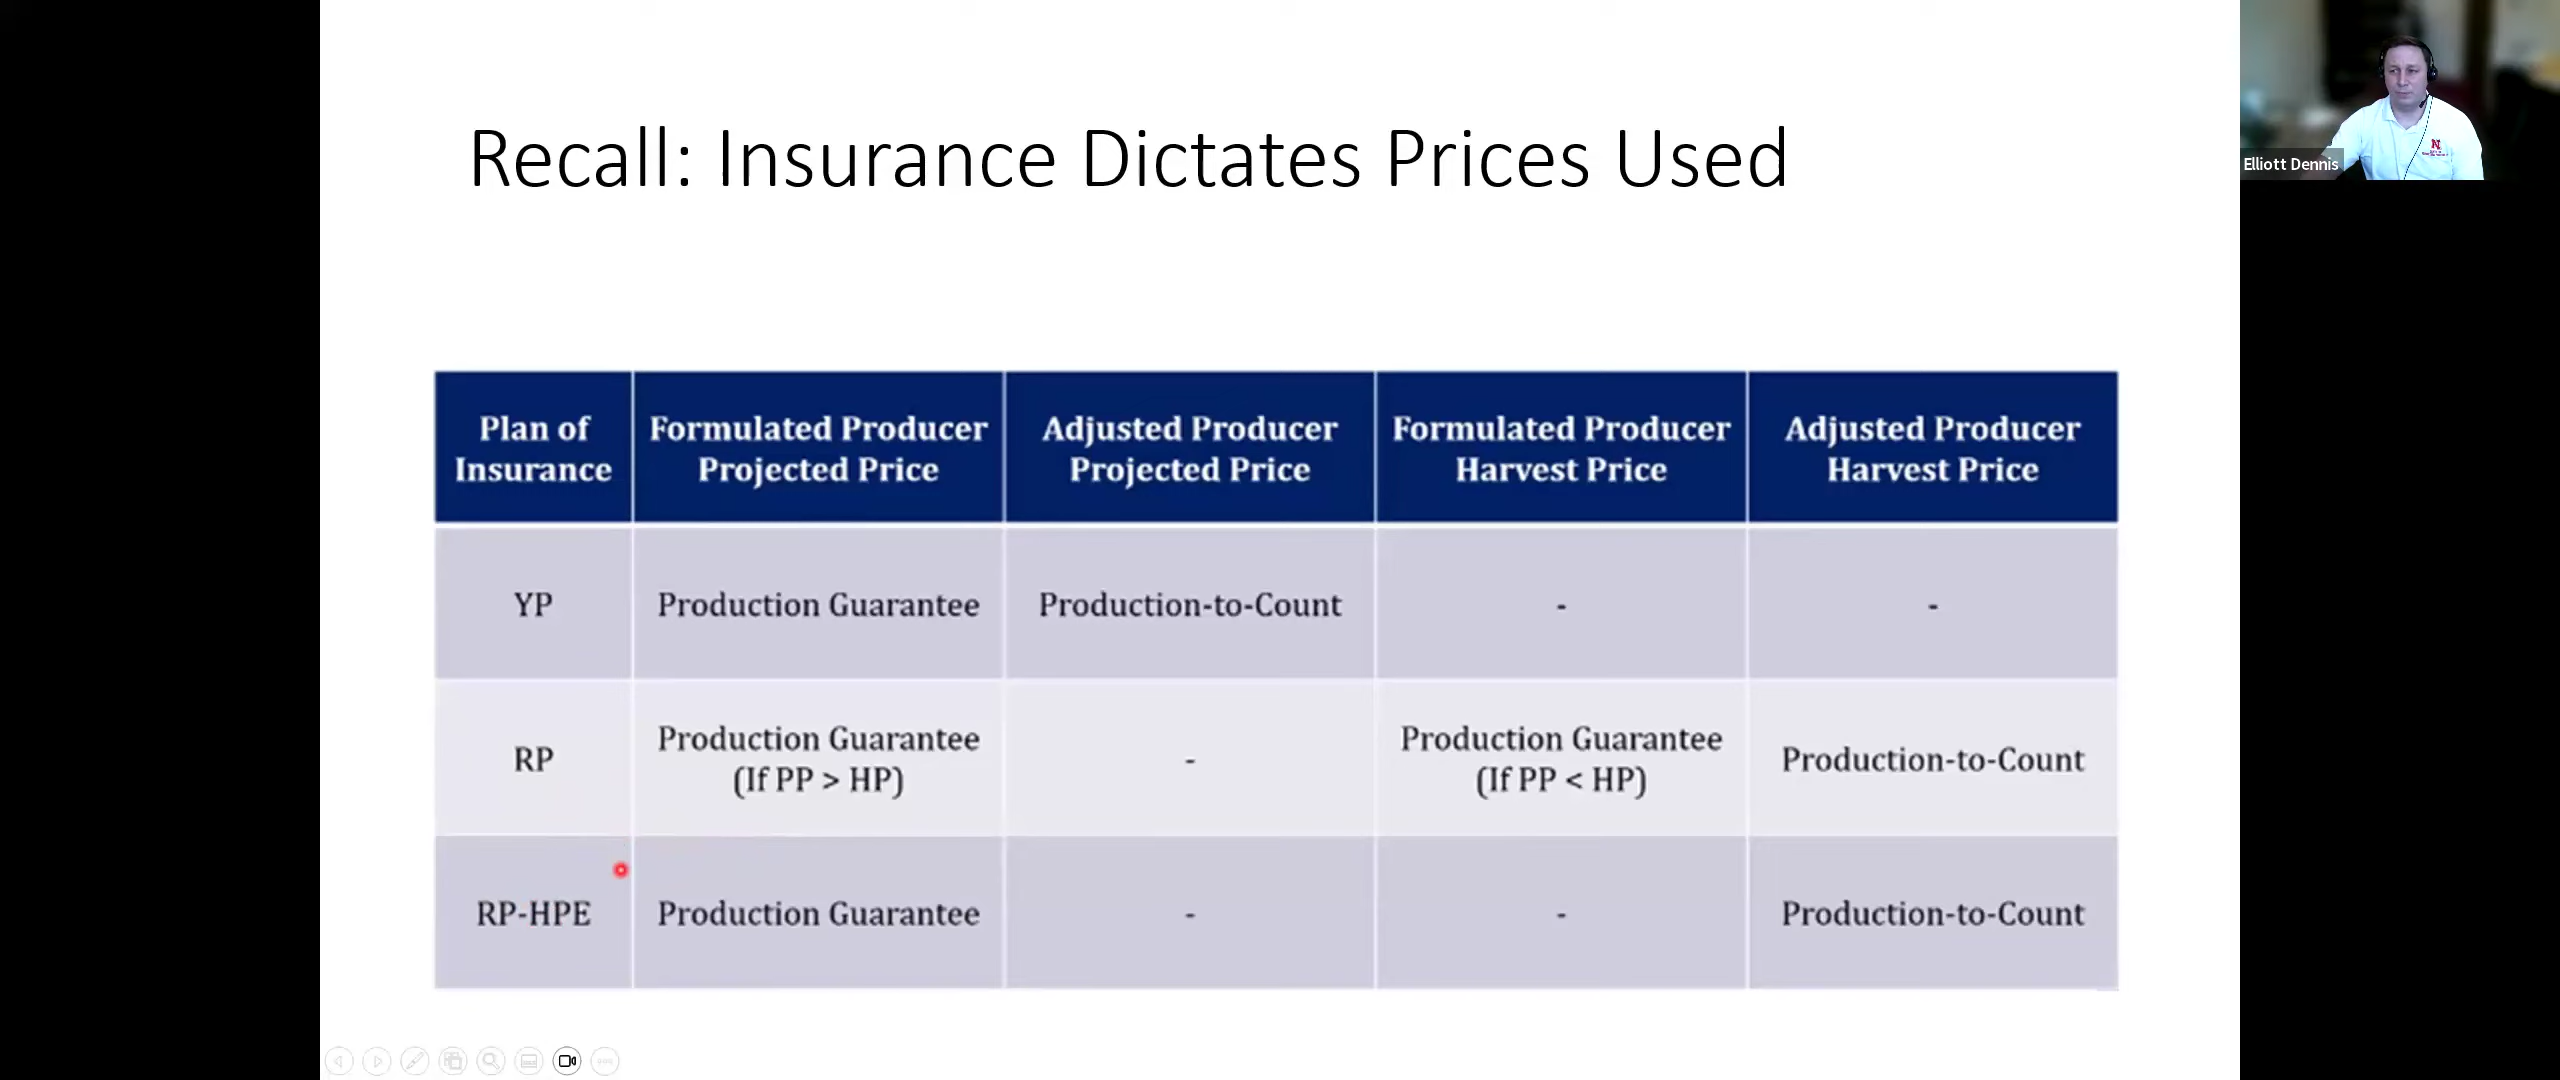 Recall: Insurance Dictates Prices Used
Elliott Dennis
N
Plan of
Insurance
Formulated Producer
Projected Price
Adjusted Producer
Projected Price
Formulated Producer
Harvest Price
Adjusted Producer
Harvest Price
YP
Production Guarantee
Production-to-Count
-
-
RP
Production Guarantee
(If PP > HP)
-
Production Guarantee
(If PP < HP)
Production-to-Count
RP-HPE
Production Guarantee
-
-
Production-to-Count